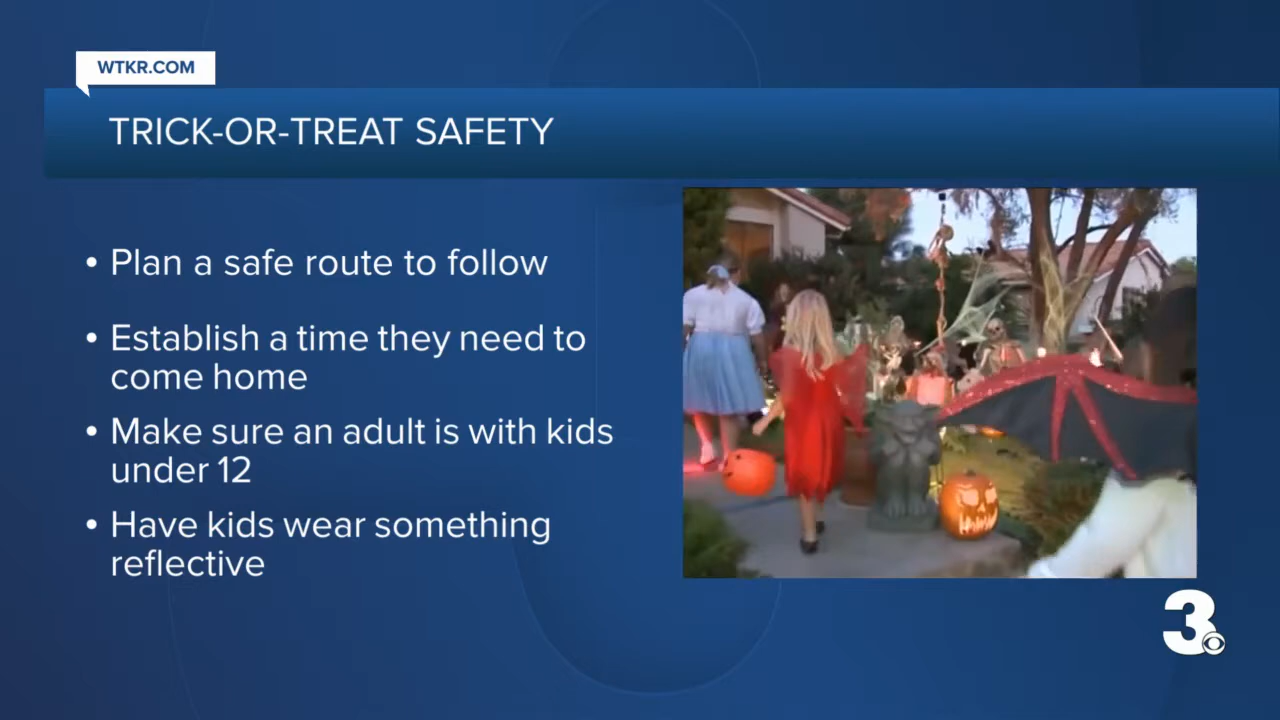 WTKR.COM
TRICK-OR-TREAT SAFETY
• Plan a safe route to follow
• Establish a time they need to
come home
• Make sure an adult is with kids
under 12
• Have kids wear something
reflective
3